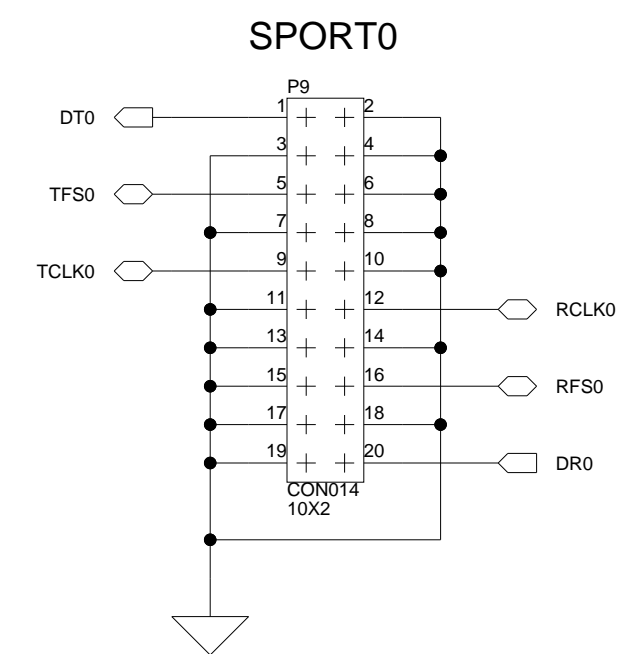 SPORT0
P9
DT0 1 2
3 4
TFS0 5 6
7 8
TCLK0 9 10
11 12 RCLK0
13 14
15 16 RFS0
17 18
19 20 DR0
CON014
10X2